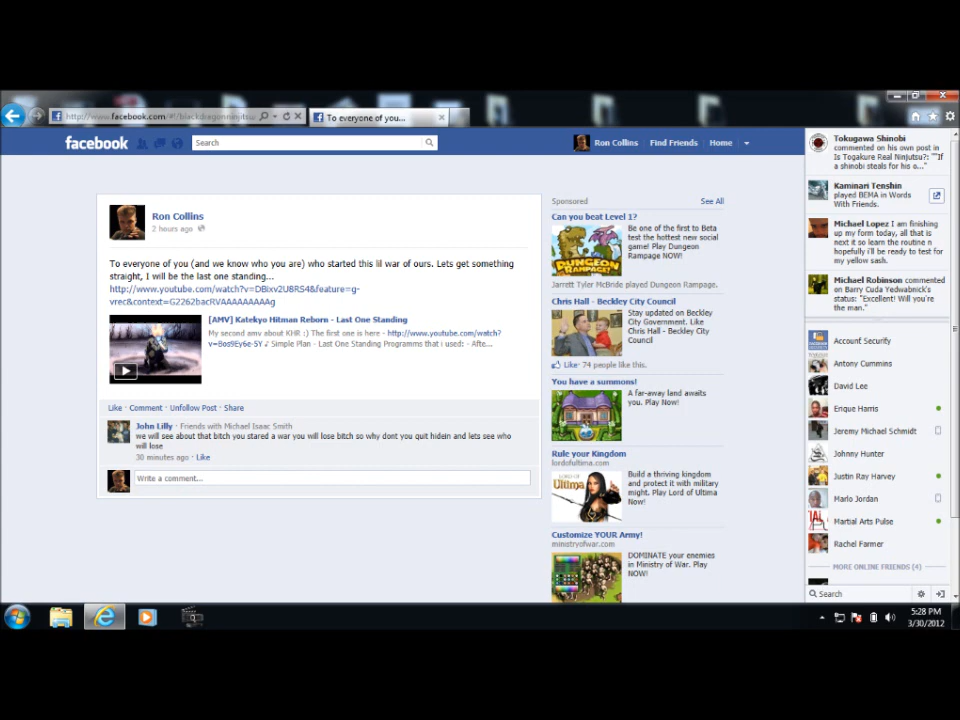 http://www.facebook.com/#!/blackdragonninjits
To everyone of you...
facebook
Search
Ron Collins
Find Friends
Home
Ron Collins
2 hours ago
To everyone of you (and we know who you are) who started this lil war of ours. Lets get something
straight, I will be the last one standing...
http://www.youtube.com/watch?v=DBixv2U8RS4&feature=g-
vrec&context=G2262bacRVAAAAAAAAAg
[AMV] Katekyo Hitman Reborn - Last One Standing
My second amv about KHR :) The first one is here - http://www.youtube.com/watch?
v=Bos9Ey6e-5Y ♪ Simple Plan - Last One Standing Programms that i used: - Afte...
Like · Comment · Unfollow Post · Share
John Lilly · Friends with Michael Isaac Smith
we will see about that bitch you stared a war you will lose bitch so why dont you quit hidein and lets see who
will lose
30 minutes ago · Like
Write a comment...
Sponsored
See All
Can you beat Level 1?
DUNGEON
RAMPAGE!
Be one of the first to Beta
test the hottest new social
game! Play Dungeon
Rampage NOW!
Jarrett Tyler McBride played Dungeon Rampage.
Chris Hall - Beckley City Council
Stay updated on Beckley
City Government. Like
Chris Hall - Beckley City
Council
Like · 74 people like this.
You have a summons!
A far-away land awaits
you. Play Now!
Rule your Kingdom
lordofultima.com
LORD OF
ULTIMA
Build a thriving kingdom
and protect it with military
might. Play Lord of Ultima
Now!
Customize YOUR Army!
ministryofwar.com
DOMINATE your enemies
in Ministry of War. Play
NOW!
Tokugawa Shinobi
commented on his own post in
Is Togakure Real Ninjutsu?: ""If
a shinobi steals for his o..."
Kaminari Tenshin
played BEMA in Words
With Friends.
Michael Lopez I am finishing
up my form today, all that is
next it so learn the routine n
hopefully i'll be ready to test for
my yellow sash.
Michael Robinson commented
on Barry Cuda Yedwabnick's
status: "Excellent! Will you're
the man."
Account Security
Antony Cummins
David Lee
Erique Harris
Jeremy Michael Schmidt
Johnny Hunter
Justin Ray Harvey
Marlo Jordan
Martial Arts Pulse
Rachel Farmer
MORE ONLINE FRIENDS (4)
Search
5:28 PM
3/30/2012